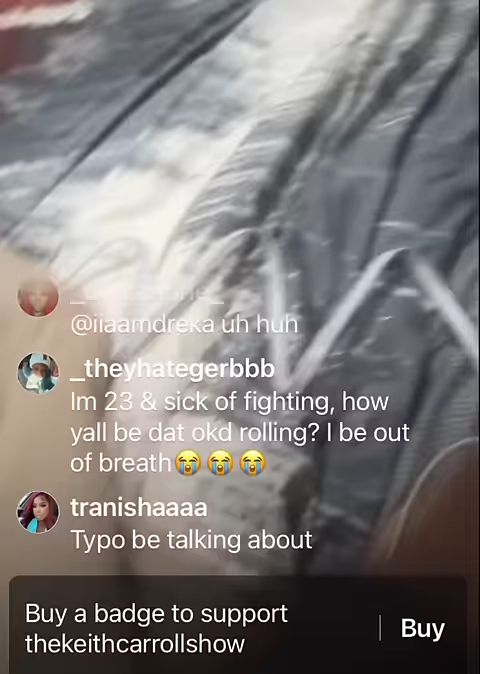 @iiaamdreka uh huh
_theyhategerbbb
Im 23 & sick of fighting, how
yall be dat okd rolling? I be out
of breath😭😭😭
tranishaaaa
Typo be talking about
Buy a badge to support
thekeithcarrollshow
Buy